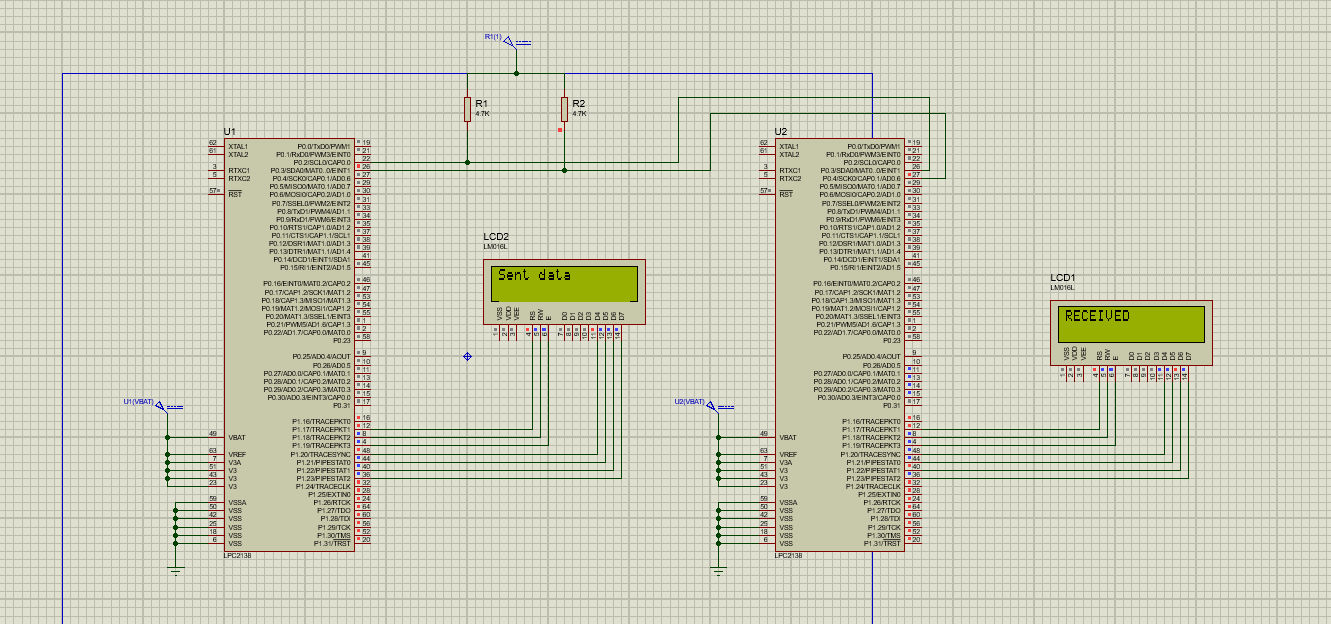 R1(1)
R1
4.7K
R2
4.7K
U1
62 XTAL1
61 XTAL2
3 RTXC1
5 RTXC2
57 RST
49 VBAT
63 VREF
7 V3A
51 V3
43 V3
23 V3
59 VSSA
50 VSS
42 VSS
25 VSS
18 VSS
6 VSS
P0.0/TxD0/PWM1 19
P0.1/RxD0/PWM3/EINT0 21
P0.2/SCL0/CAP0.0 22
P0.3/SDA0/MAT0..0/EINT1 26
P0.4/SCK0/CAP0.1/AD0.6 27
P0.5/MISO0/MAT0.1/AD0.7 29
P0.6/MOSI0/CAP0.2/AD1.0 30
P0.7/SSEL0/PWM2/EINT2 31
P0.8/TxD1/PWM4/AD1.1 33
P0.9/RxD1/PWM6/EINT3 34
P0.10/RTS1/CAP1.0/AD1.2 35
P0.11/CTS1/CAP1.1/SCL1 37
P0.12/DSR1/MAT1.0/AD1.3 38
P0.13/DTR1/MAT1.1/AD1.4 39
P0.14/DCD1/EINT1/SDA1 41
P0.15/RI1/EINT2/AD1.5 45
P0.16/EINT0/MAT0.2/CAP0.2 46
P0.17/CAP1.2/SCK1/MAT1.2 47
P0.18/CAP1.3/MISO1/MAT1.3 53
P0.19/MAT1.2/MOSI1/CAP1.2 54
P0.20/MAT1.3/SSEL1/EINT3 55
P0.21/PWM5/AD1.6/CAP1.3 1
P0.22/AD1.7/CAP0.0/MAT0.0 2
P0.23 58
P0.25/AD0.4/AOUT 9
P0.26/AD0.5 10
P0.27/AD0.0/CAP0.1/MAT0.1 11
P0.28/AD0.1/CAP0.2/MAT0.2 13
P0.29/AD0.2/CAP0.3/MAT0.3 14
P0.30/AD0.3/EINT3/CAP0.0 15
P0.31 17
P1.16/TRACEPKT0 16
P1.17/TRACEPKT1 12
P1.18/TRACEPKT2 8
P1.19/TRACEPKT3 4
P1.20/TRACESYNC 48
P1.21/PIPESTAT0 44
P1.22/PIPESTAT1 40
P1.23/PIPESTAT2 36
P1.24/TRACECLK 32
P1.25/EXTIN0 28
P1.26/RTCK 24
P1.27/TDO 64
P1.28/TDI 60
P1.29/TCK 56
P1.30/TMS 52
P1.31/TRST 20
LPC2138
U1(VBAT)
LCD2
LM016L
Sent data
VSS VDD VEE RS RW E D0 D1 D2 D3 D4 D5 D6 D7
1 2 3 4 5 6 7 8 9 10 11 12 13 14
U2
62 XTAL1
61 XTAL2
3 RTXC1
5 RTXC2
57 RST
49 VBAT
63 VREF
7 V3A
51 V3
43 V3
23 V3
59 VSSA
50 VSS
42 VSS
25 VSS
18 VSS
6 VSS
P0.0/TxD0/PWM1 19
P0.1/RxD0/PWM3/EINT0 21
P0.2/SCL0/CAP0.0 22
P0.3/SDA0/MAT0..0/EINT1 26
P0.4/SCK0/CAP0.1/AD0.6 27
P0.5/MISO0/MAT0.1/AD0.7 29
P0.6/MOSI0/CAP0.2/AD1.0 30
P0.7/SSEL0/PWM2/EINT2 31
P0.8/TxD1/PWM4/AD1.1 33
P0.9/RxD1/PWM6/EINT3 34
P0.10/RTS1/CAP1.0/AD1.2 35
P0.11/CTS1/CAP1.1/SCL1 37
P0.12/DSR1/MAT1.0/AD1.3 38
P0.13/DTR1/MAT1.1/AD1.4 39
P0.14/DCD1/EINT1/SDA1 41
P0.15/RI1/EINT2/AD1.5 45
P0.16/EINT0/MAT0.2/CAP0.2 46
P0.17/CAP1.2/SCK1/MAT1.2 47
P0.18/CAP1.3/MISO1/MAT1.3 53
P0.19/MAT1.2/MOSI1/CAP1.2 54
P0.20/MAT1.3/SSEL1/EINT3 55
P0.21/PWM5/AD1.6/CAP1.3 1
P0.22/AD1.7/CAP0.0/MAT0.0 2
P0.23 58
P0.25/AD0.4/AOUT 9
P0.26/AD0.5 10
P0.27/AD0.0/CAP0.1/MAT0.1 11
P0.28/AD0.1/CAP0.2/MAT0.2 13
P0.29/AD0.2/CAP0.3/MAT0.3 14
P0.30/AD0.3/EINT3/CAP0.0 15
P0.31 17
P1.16/TRACEPKT0 16
P1.17/TRACEPKT1 12
P1.18/TRACEPKT2 8
P1.19/TRACEPKT3 4
P1.20/TRACESYNC 48
P1.21/PIPESTAT0 44
P1.22/PIPESTAT1 40
P1.23/PIPESTAT2 36
P1.24/TRACECLK 32
P1.25/EXTIN0 28
P1.26/RTCK 24
P1.27/TDO 64
P1.28/TDI 60
P1.29/TCK 56
P1.30/TMS 52
P1.31/TRST 20
LPC2138
U2(VBAT)
LCD1
LM016L
RECEIVED
VSS VDD VEE RS RW E D0 D1 D2 D3 D4 D5 D6 D7
1 2 3 4 5 6 7 8 9 10 11 12 13 14